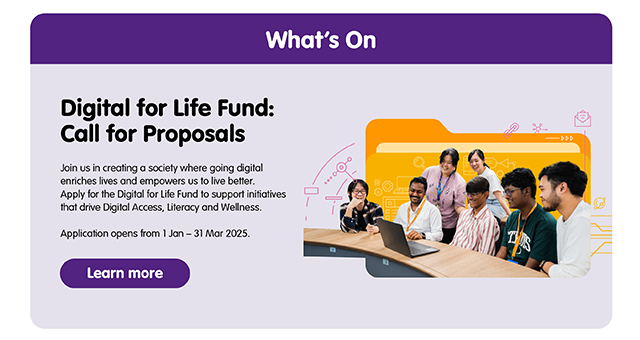 What's On
Digital for Life Fund:
Call for Proposals
Join us in creating a society where going digital
enriches lives and empowers us to live better.
Apply for the Digital for Life Fund to support initiatives
that drive Digital Access, Literacy and Wellness.
Application opens from 1 Jan – 31 Mar 2025.
Learn more